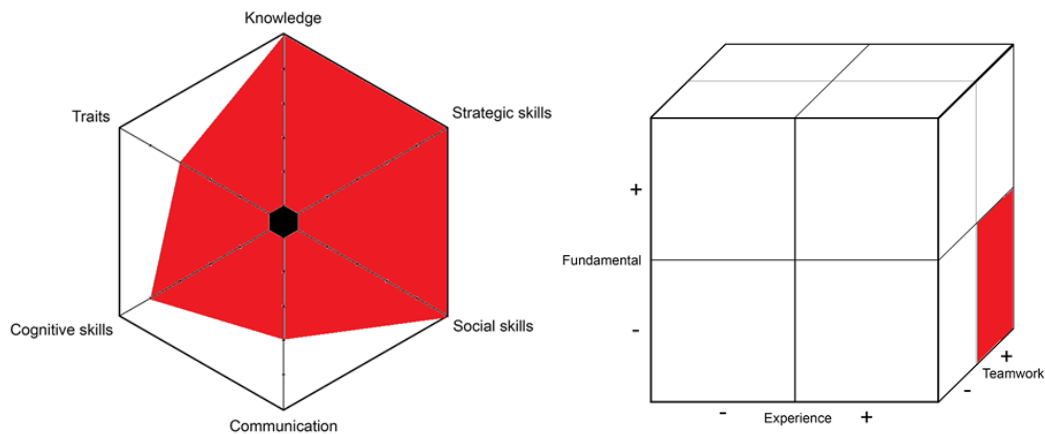 Knowledge
Traits
Strategic skills
Cognitive skills
Social skills
Communication
+
Fundamental
-
- Experience +
+
Teamwork
-